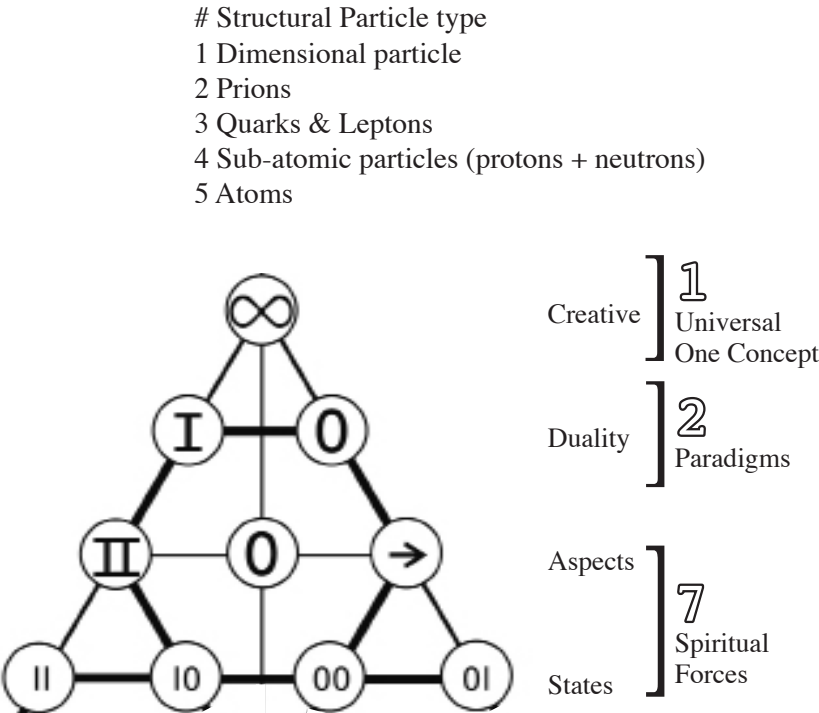 # Structural Particle type
1 Dimensional particle
2 Prions
3 Quarks & Leptons
4 Sub-atomic particles (protons + neutrons)
5 Atoms
∞
Creative
1
Universal
One Concept
I 0
Duality
2
Paradigms
II 0 →
Aspects
7
Spiritual
Forces
II I0 00 0I
States